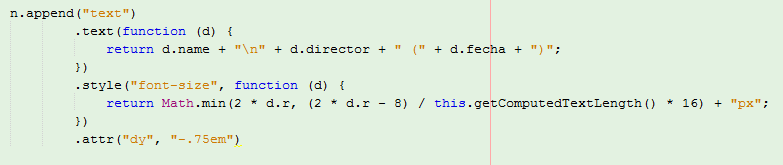 n.append("text")
.text(function (d) {
return d.name + "\n" + d.director + " (" + d.fecha + ")";
})
.style("font-size", function (d) {
return Math.min(2 * d.r, (2 * d.r - 8) / this.getComputedTextLength() * 16) + "px";
})
.attr("dy", "-.75em")